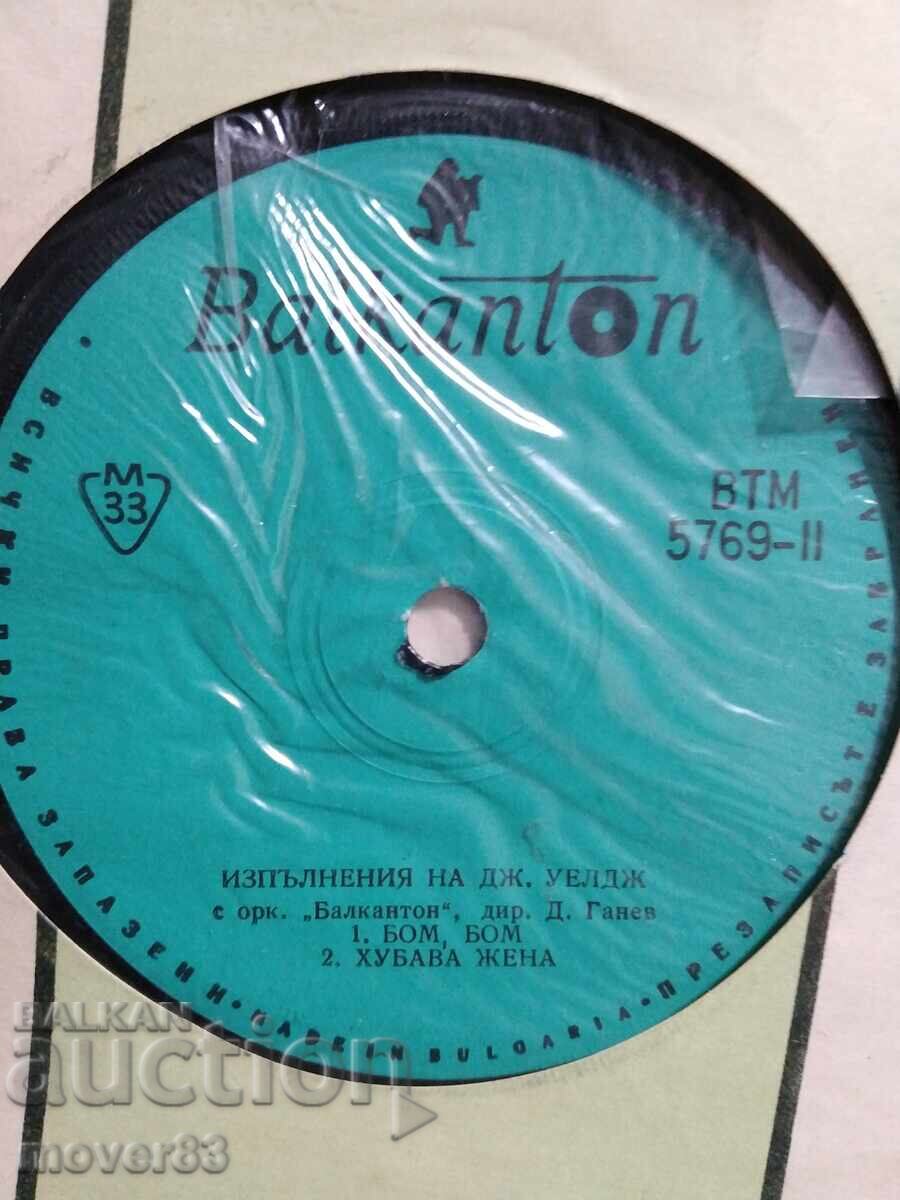 Balkanton
M
33
ВТМ
5769-II
ИЗПЪЛНЕНИЯ НА ДЖ. УЕЛДЖ
с орк. „Балкантон“, дир. Д. Ганев
1. БОМ, БОМ
2. ХУБАВА ЖЕНА
• ВСИЧКИ ПРАВА ЗАПАЗЕНИ • MADE IN BULGARIA • ПРЕЗАПИСЪТ Е ЗАБРАНЕН
BALKAN
auction
mover83